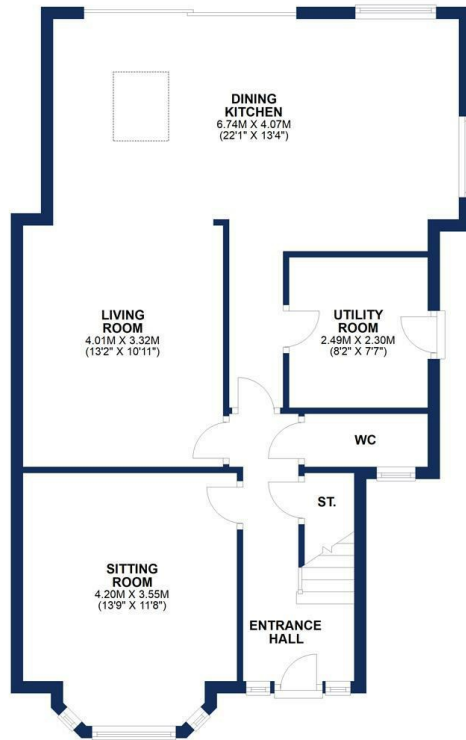 DINING
KITCHEN
6.74M X 4.07M
(22'1" X 13'4")
LIVING
ROOM
4.01M X 3.32M
(13'2" X 10'11")
UTILITY
ROOM
2.49M X 2.30M
(8'2" X 7'7")
WC
ST.
SITTING
ROOM
4.20M X 3.55M
(13'9" X 11'8")
ENTRANCE
HALL